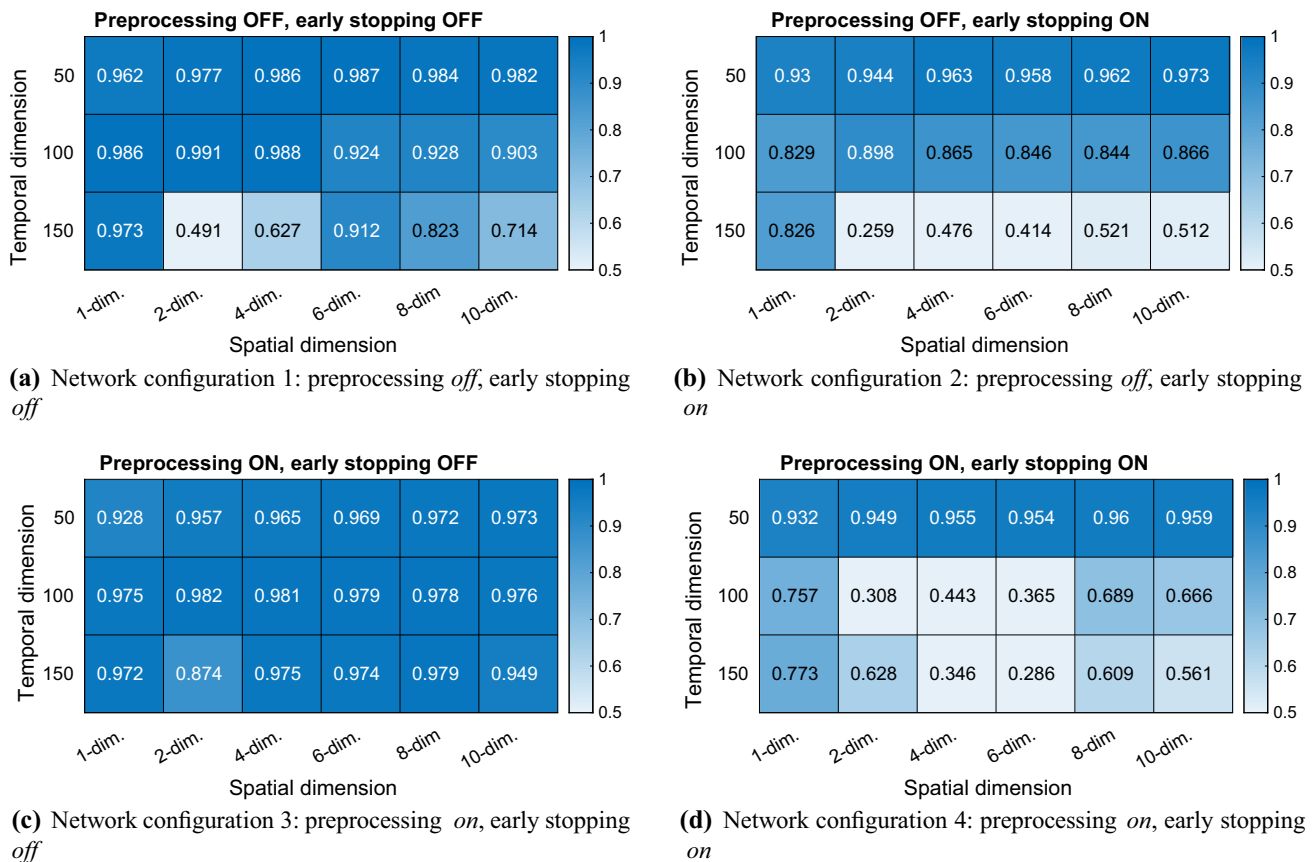 Preprocessing OFF, early stopping OFF
Temporal dimension
50 0.962 0.977 0.986 0.987 0.984 0.982
100 0.986 0.991 0.988 0.924 0.928 0.903
150 0.973 0.491 0.627 0.912 0.823 0.714
1-dim. 2-dim. 4-dim. 6-dim. 8-dim 10-dim.
Spatial dimension
1
0.9
0.8
0.7
0.6
0.5
(a) Network configuration 1: preprocessing off, early stopping
off
Preprocessing OFF, early stopping ON
Temporal dimension
50 0.93 0.944 0.963 0.958 0.962 0.973
100 0.829 0.898 0.865 0.846 0.844 0.866
150 0.826 0.259 0.476 0.414 0.521 0.512
1-dim. 2-dim. 4-dim. 6-dim. 8-dim 10-dim.
Spatial dimension
1
0.9
0.8
0.7
0.6
0.5
(b) Network configuration 2: preprocessing off, early stopping
on
Preprocessing ON, early stopping OFF
Temporal dimension
50 0.928 0.957 0.965 0.969 0.972 0.973
100 0.975 0.982 0.981 0.979 0.978 0.976
150 0.972 0.874 0.975 0.974 0.979 0.949
1-dim. 2-dim. 4-dim. 6-dim. 8-dim 10-dim.
Spatial dimension
1
0.9
0.8
0.7
0.6
0.5
(c) Network configuration 3: preprocessing on, early stopping
off
Preprocessing ON, early stopping ON
Temporal dimension
50 0.932 0.949 0.955 0.954 0.96 0.959
100 0.757 0.308 0.443 0.365 0.689 0.666
150 0.773 0.628 0.346 0.286 0.609 0.561
1-dim. 2-dim. 4-dim. 6-dim. 8-dim 10-dim.
Spatial dimension
1
0.9
0.8
0.7
0.6
0.5
(d) Network configuration 4: preprocessing on, early stopping
on